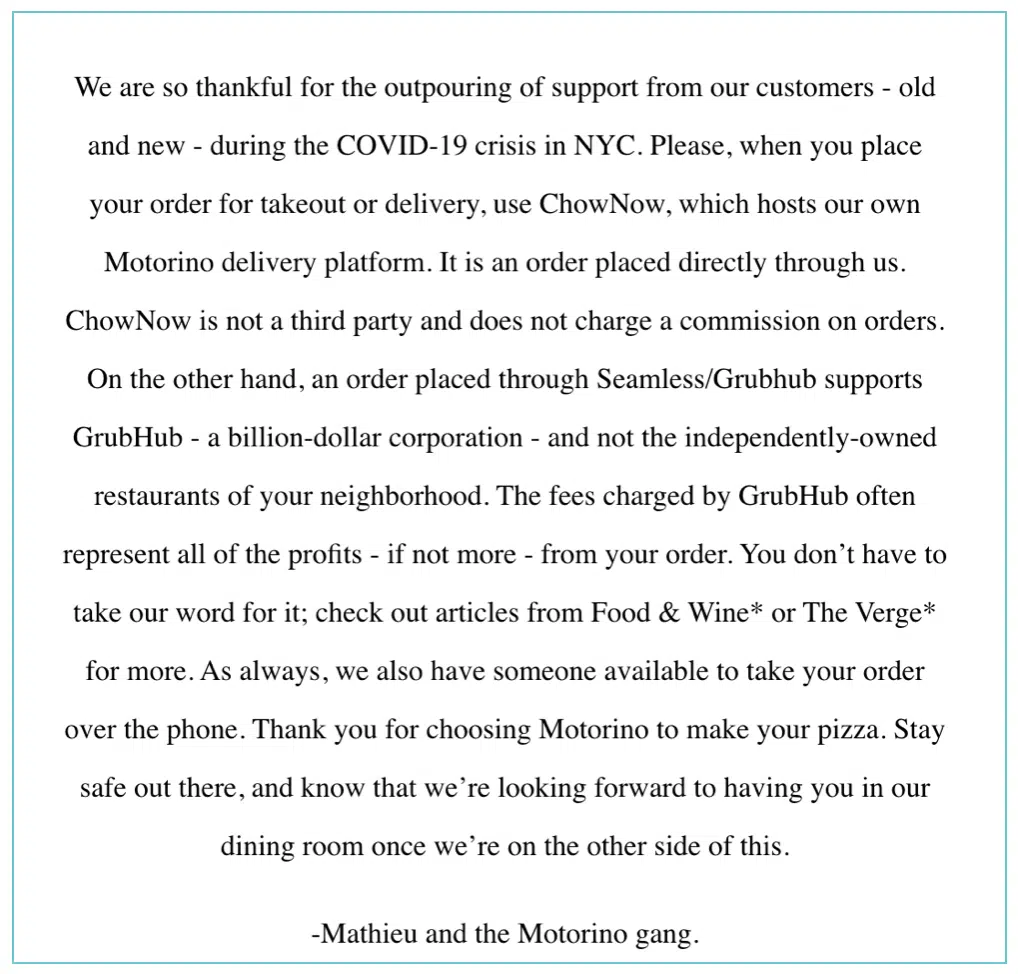 We are so thankful for the outpouring of support from our customers - old
and new - during the COVID-19 crisis in NYC. Please, when you place
your order for takeout or delivery, use ChowNow, which hosts our own
Motorino delivery platform. It is an order placed directly through us.
ChowNow is not a third party and does not charge a commission on orders.
On the other hand, an order placed through Seamless/Grubhub supports
GrubHub - a billion-dollar corporation - and not the independently-owned
restaurants of your neighborhood. The fees charged by GrubHub often
represent all of the profits - if not more - from your order. You don’t have to
take our word for it; check out articles from Food & Wine* or The Verge*
for more. As always, we also have someone available to take your order
over the phone. Thank you for choosing Motorino to make your pizza. Stay
safe out there, and know that we’re looking forward to having you in our
dining room once we’re on the other side of this.
-Mathieu and the Motorino gang.